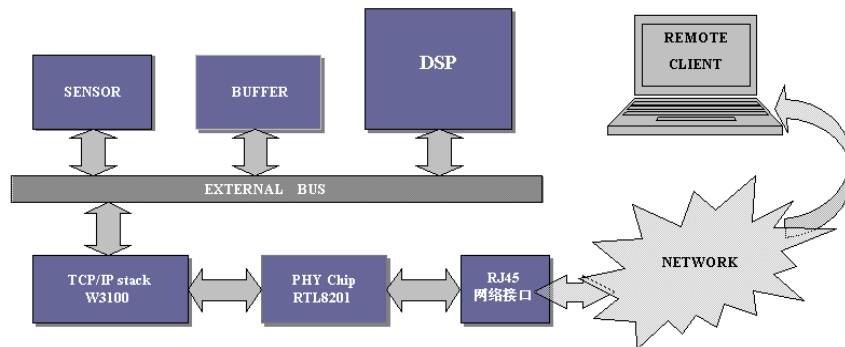 SENSOR
BUFFER
DSP
REMOTE
CLIENT
EXTERNAL BUS
TCP/IP stack
W3100
PHY Chip
RTL8201
RJ45
网络接口
NETWORK